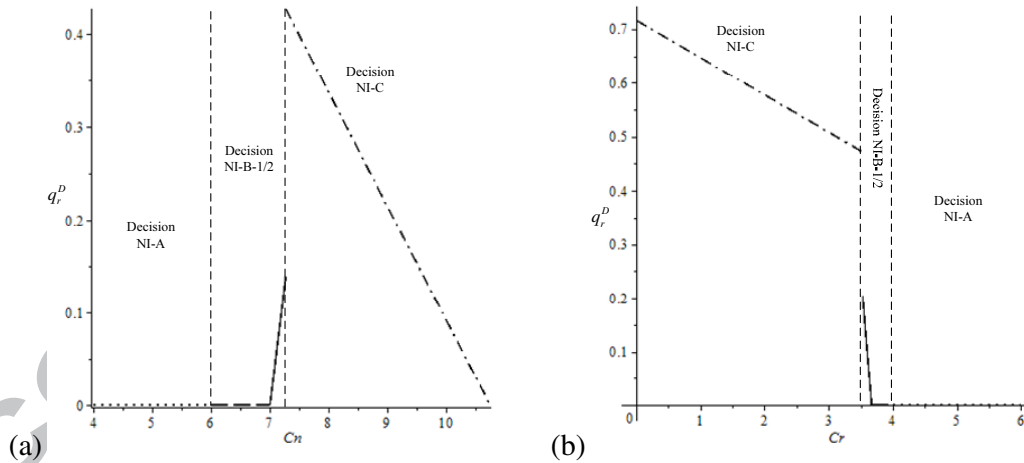 0.4
0.3
0.2
0.1
0
q_r^D
Decision
NI-A
Decision
NI-B-1/2
Decision
NI-C
4
5
6
7
8
9
10
Cn
(a)
0.7
0.6
0.5
0.4
0.3
0.2
0.1
0
q_r^D
Decision
NI-C
Decision NI-B-1/2
Decision
NI-A
1
2
3
4
5
6
Cr
(b)